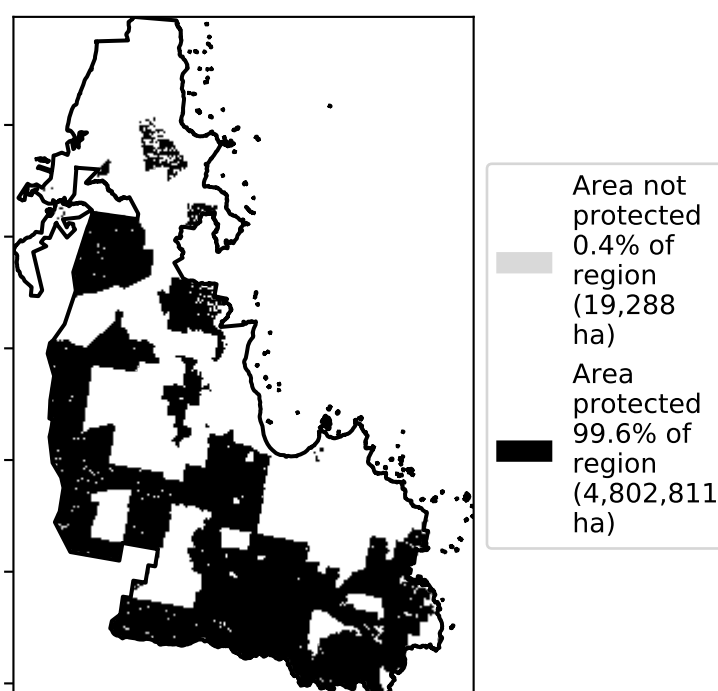 Area not
protected
0.4% of
region
(19,288
ha)
Area
protected
99.6% of
region
(4,802,811
ha)